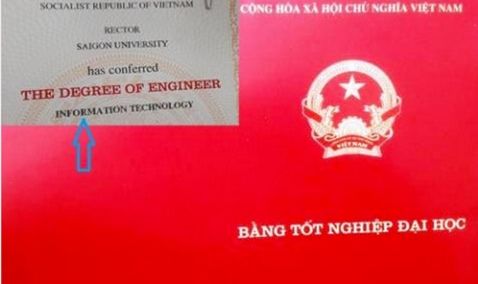 SOCIALIST REPUBLIC OF VIETNAM
RECTOR
SAIGON UNIVERSITY
has conferred
THE DEGREE OF ENGINEER
INFORMATION TECHNOLOGY
CỘNG HÒA XÃ HỘI CHỦ NGHĨA VIỆT NAM
VIỆT NAM
BẰNG TỐT NGHIỆP ĐẠI HỌC